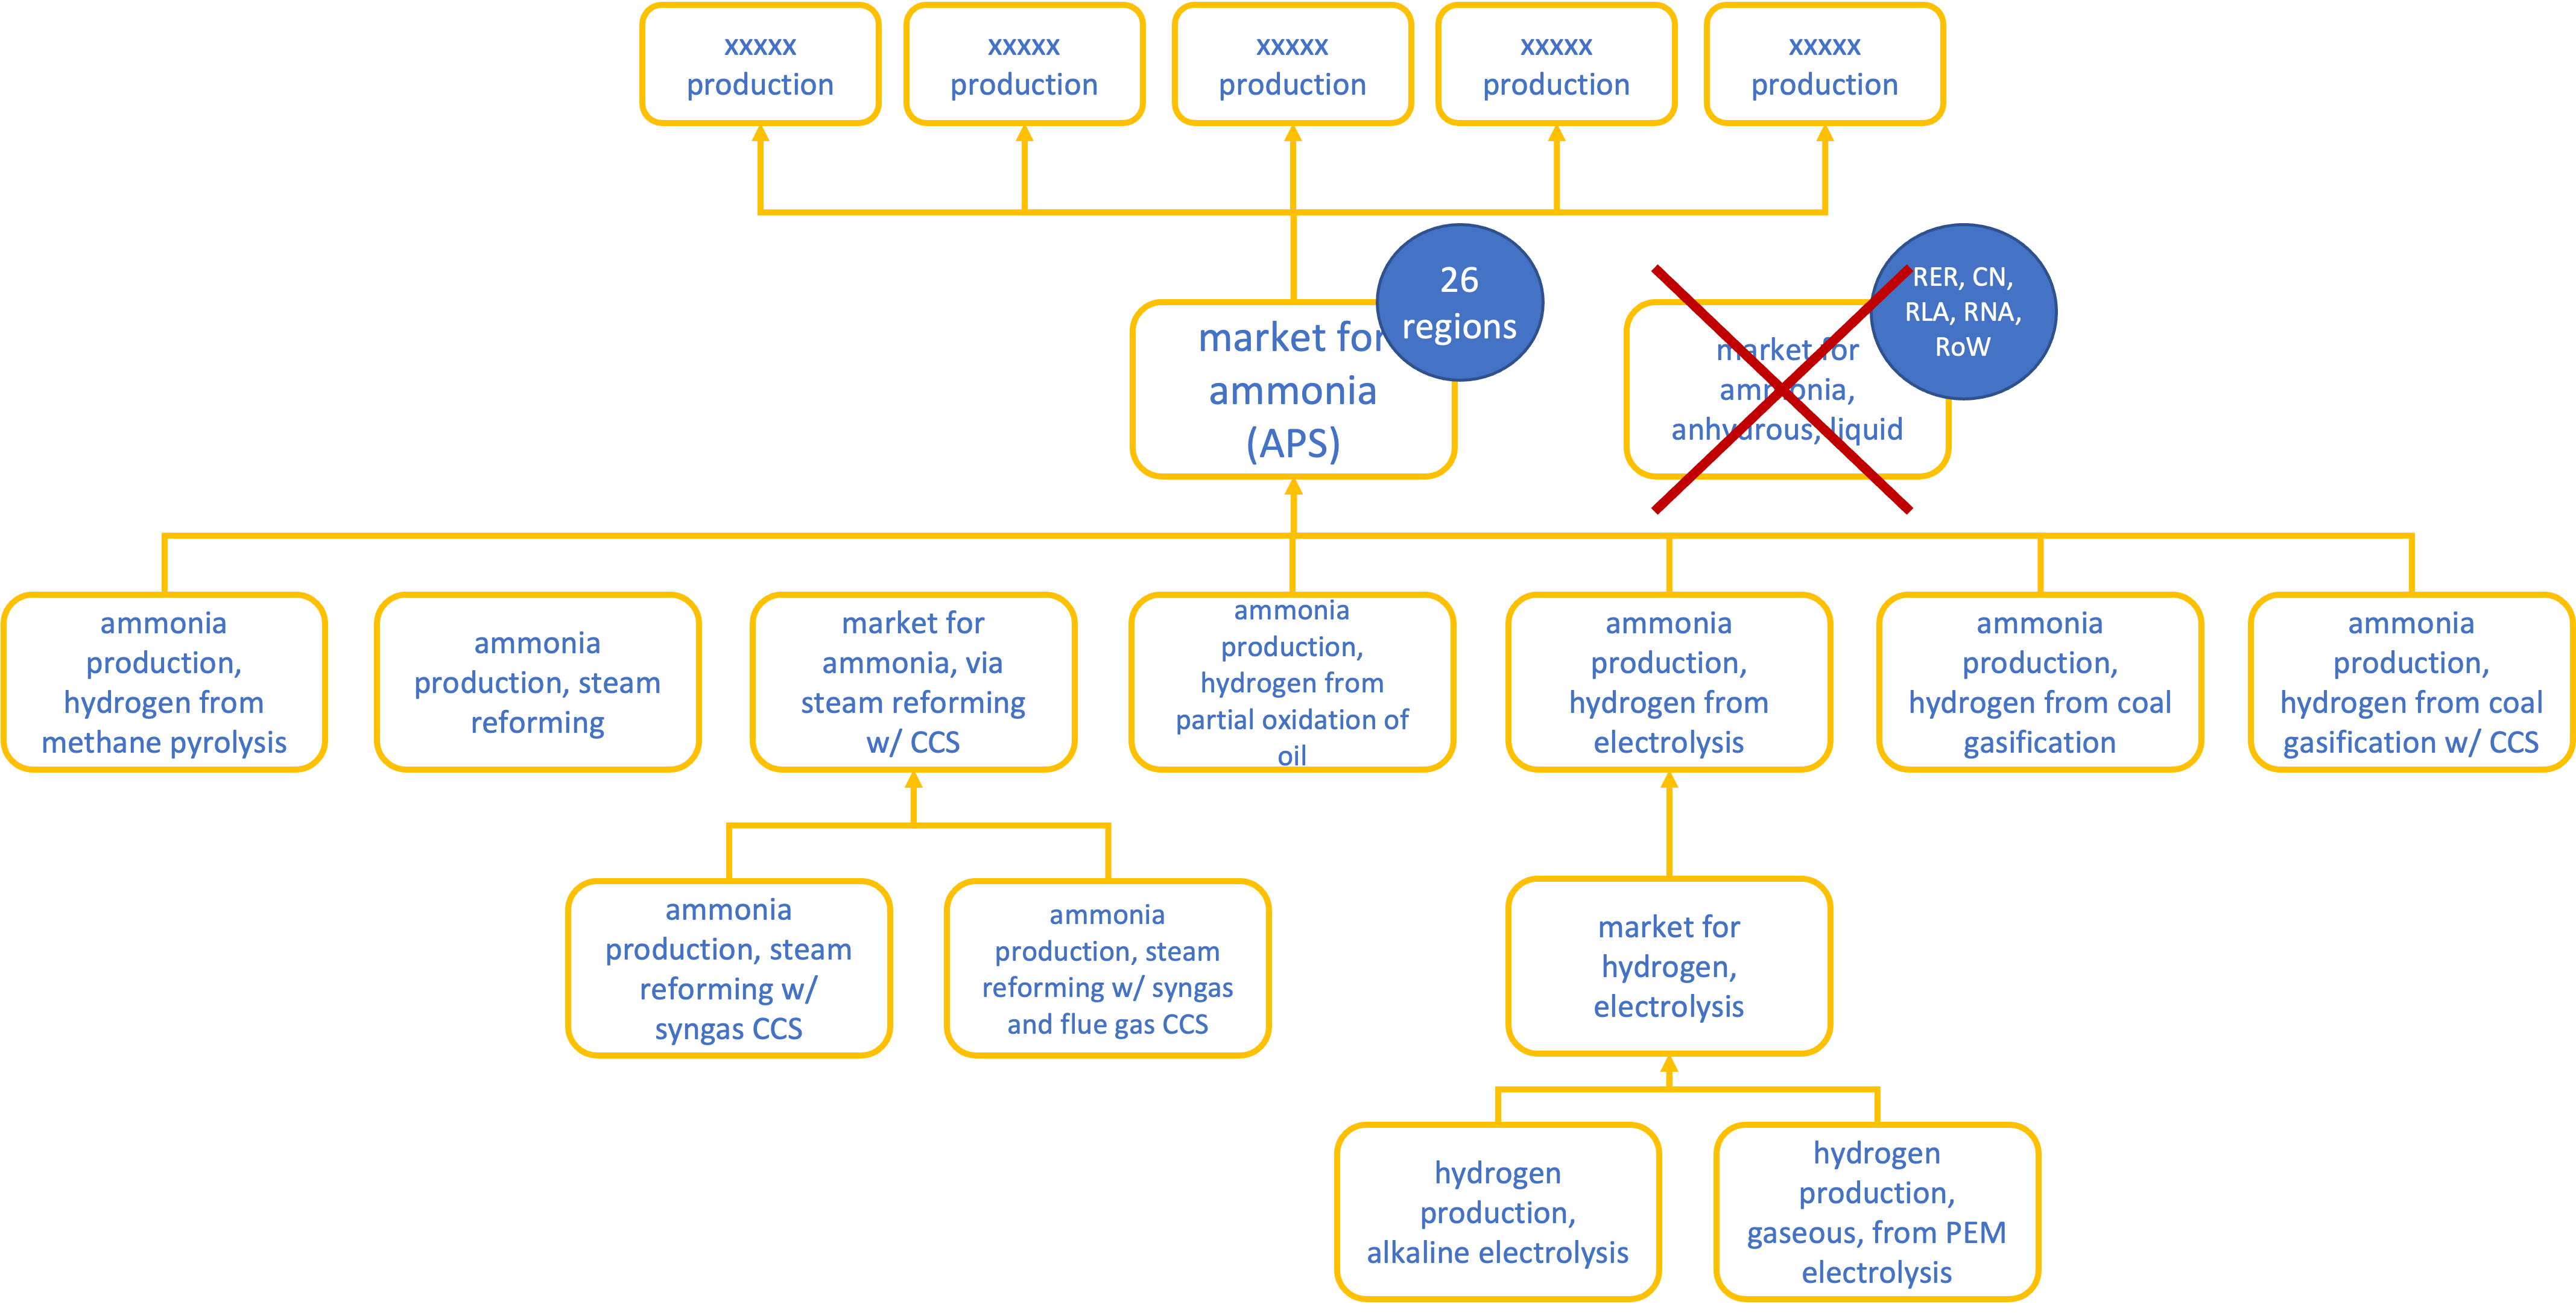 xxxxx
production
xxxxx
production
xxxxx
production
xxxxx
production
xxxxx
production
26
regions
market for
ammonia
(APS)
RER, CN,
RLA, RNA,
RoW
market for
ammonia,
anhydrous, liquid
ammonia
production,
hydrogen from
methane pyrolysis
ammonia
production, steam
reforming
market for
ammonia, via
steam reforming
w/ CCS
ammonia
production,
hydrogen from
partial oxidation of
oil
ammonia
production,
hydrogen from
electrolysis
ammonia
production,
hydrogen from coal
gasification
ammonia
production,
hydrogen from coal
gasification w/ CCS
ammonia
production, steam
reforming w/
syngas CCS
ammonia
production, steam
reforming w/ syngas
and flue gas CCS
market for
hydrogen,
electrolysis
hydrogen
production,
alkaline electrolysis
hydrogen
production,
gaseous, from PEM
electrolysis